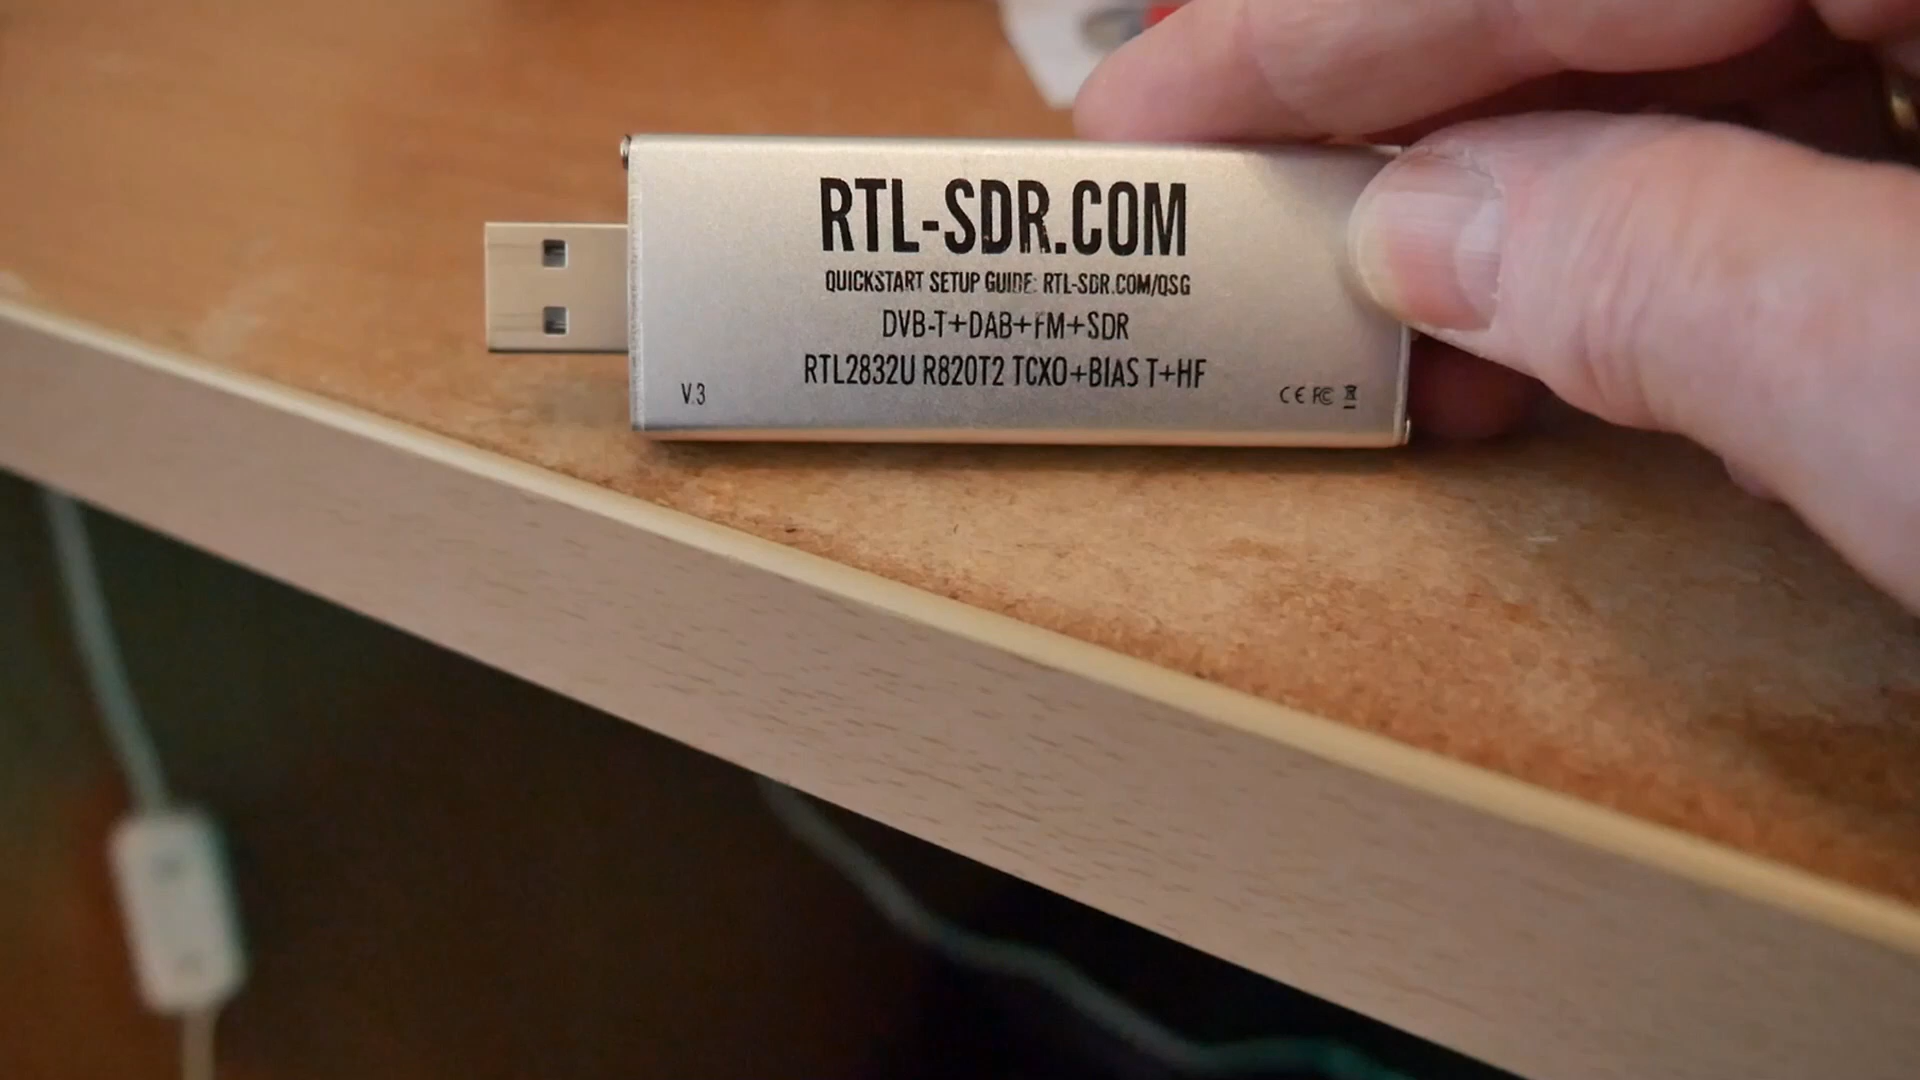 RTL-SDR.COM
QUICKSTART SETUP GUIDE: RTL-SDR.COM/QSG
DVB-T+DAB+FM+SDR
RTL2832U R820T2 TCXO+BIAS T+HF
V.3
CE FC